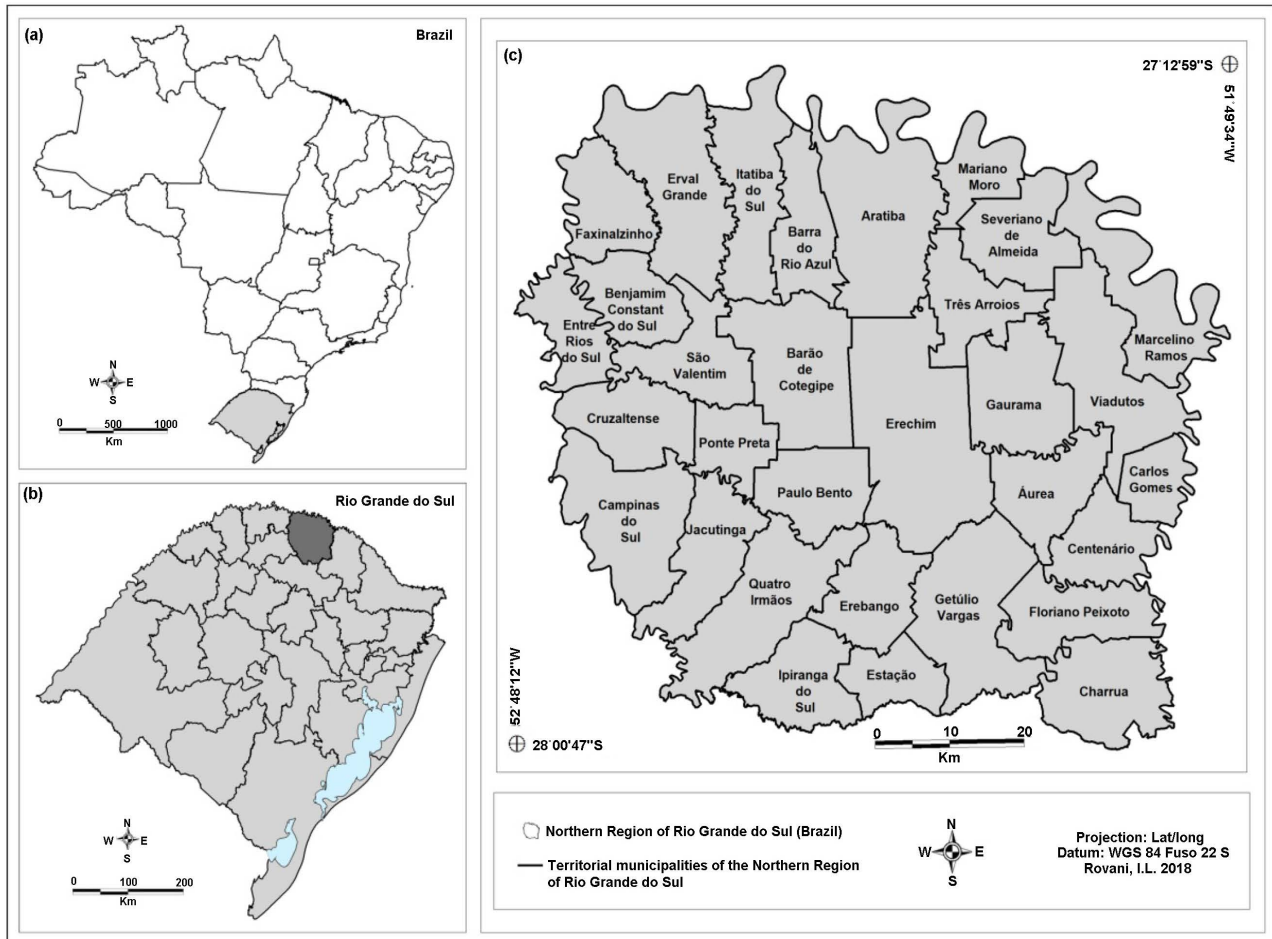 (a)
Brazil
N
W E
S
0 500 1000
Km
(b)
Rio Grande do Sul
N
W E
S
0 100 200
Km
(c)
27°12'59"S
51°49'34"W
Mariano
Moro
Erval
Grande
Itatiba
do
Sul
Aratiba
Severiano
de
Almeida
Faxinalzinho
Barra
do
Rio Azul
Benjamim
Constant
do Sul
Três Arroios
Entre
Rios
do Sul
Marcelino
Ramos
São
Valentim
Barão
de
Cotegipe
Gaurama
Viadutos
Cruzaltense
Erechim
Ponte Preta
Carlos
Gomes
Paulo Bento
Áurea
Campinas
do
Sul
Jacutinga
Centenário
Quatro
Irmãos
Erebango
Getúlio
Vargas
Floriano Peixoto
Ipiranga
do
Sul
Estação
Charrua
52°48'12"W
28°00'47"S
0 10 20
Km
Northern Region of Rio Grande do Sul (Brazil)
Territorial municipalities of the Northern Region
of Rio Grande do Sul
N
W E
S
Projection: Lat/long
Datum: WGS 84 Fuso 22 S
Rovani, I.L. 2018